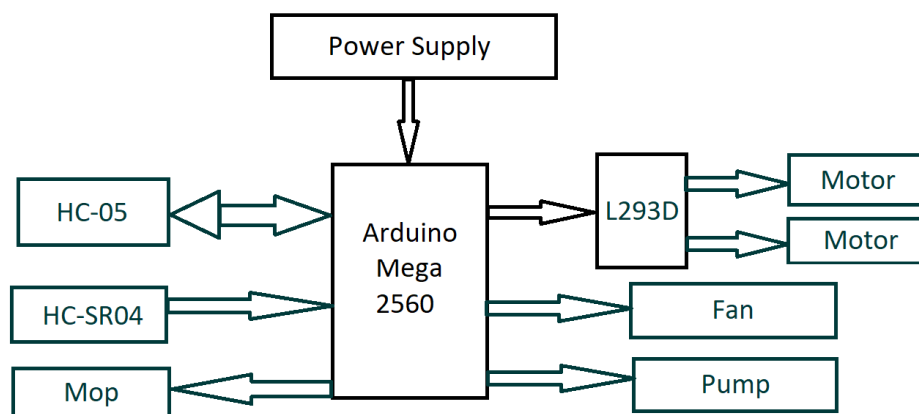 Power Supply
HC-05
Arduino
Mega
2560
L293D
Motor
Motor
HC-SR04
Fan
Mop
Pump